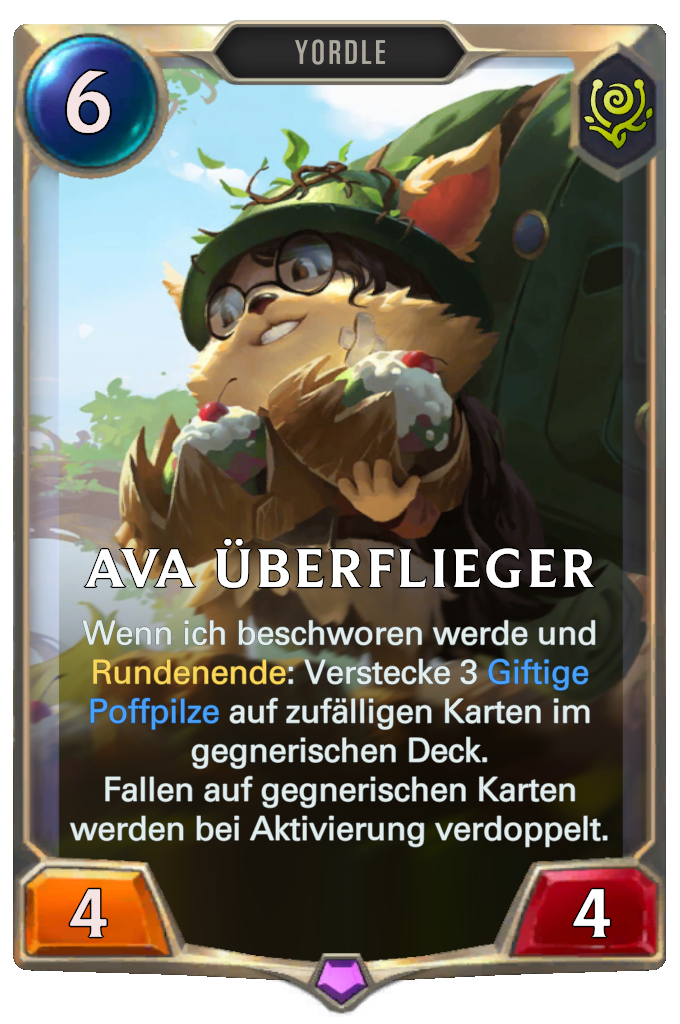 YORDLE
6
AVA ÜBERFLIEGER
Wenn ich beschworen werde und
Rundenende: Verstecke 3 Giftige
Poffpilze auf zufälligen Karten im
gegnerischen Deck.
Fallen auf gegnerischen Karten
werden bei Aktivierung verdoppelt.
4
4